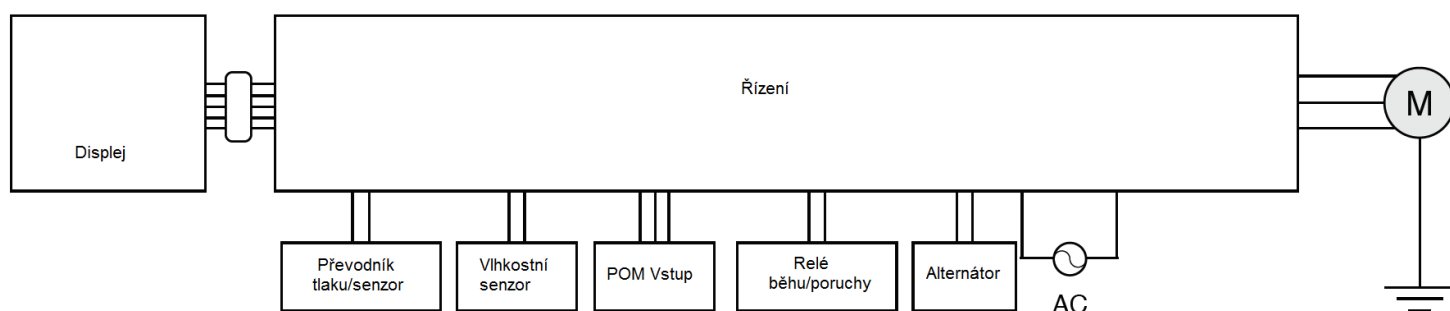 Řízení
M
Displej
Převodník
tlaku/senzor
Vlhkostní
senzor
POM Vstup
Relé
běhu/poruchy
Alternátor
AC